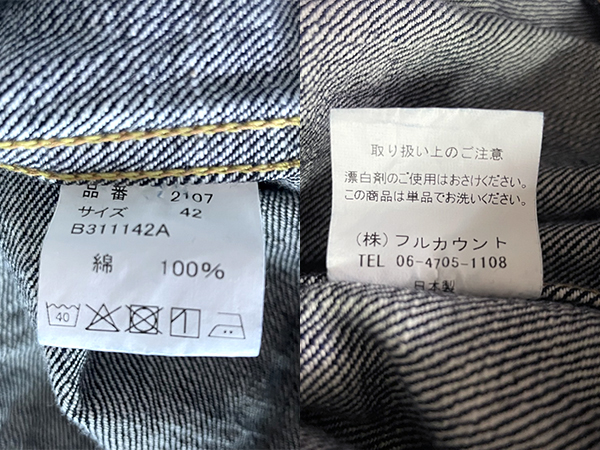 品番 2107
サイズ 42
B311142A
綿 100%
40
取り扱い上のご注意
漂白剤のご使用はおさけください。
この商品は単品でお洗いください。
(株)フルカウント
TEL 06-4705-1108
日本製